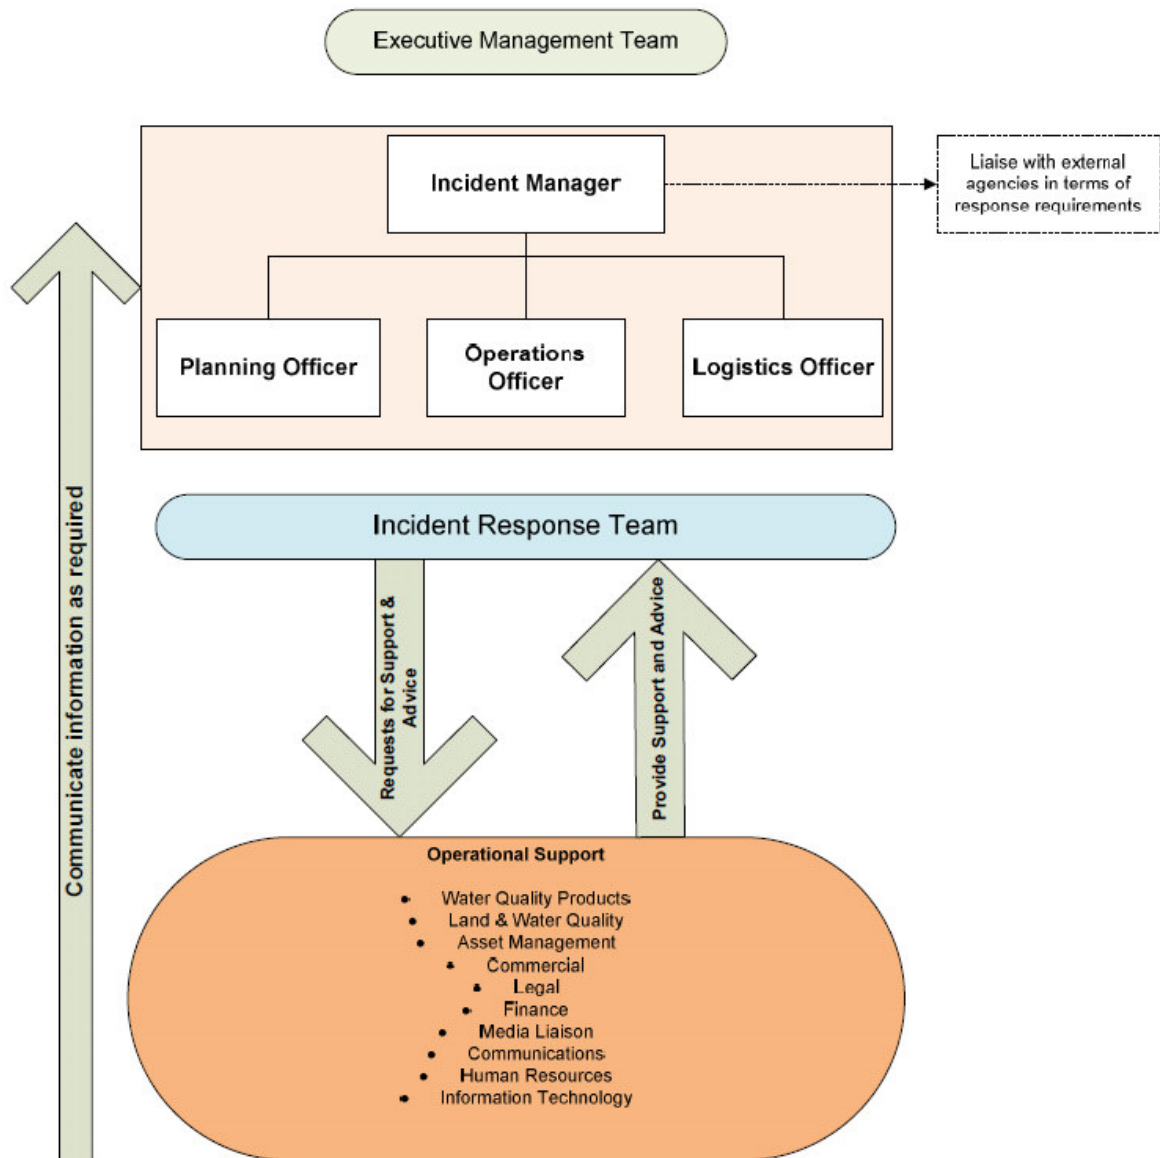 Executive Management Team
Incident Manager
Liaise with external
agencies in terms of
response requirements
Planning Officer
Operations
Officer
Logistics Officer
Communicate information as required
Incident Response Team
Requests for Support &
Advice
Provide Support and Advice
Operational Support
• Water Quality Products
• Land & Water Quality
• Asset Management
• Commercial
• Legal
• Finance
• Media Liaison
• Communications
• Human Resources
• Information Technology